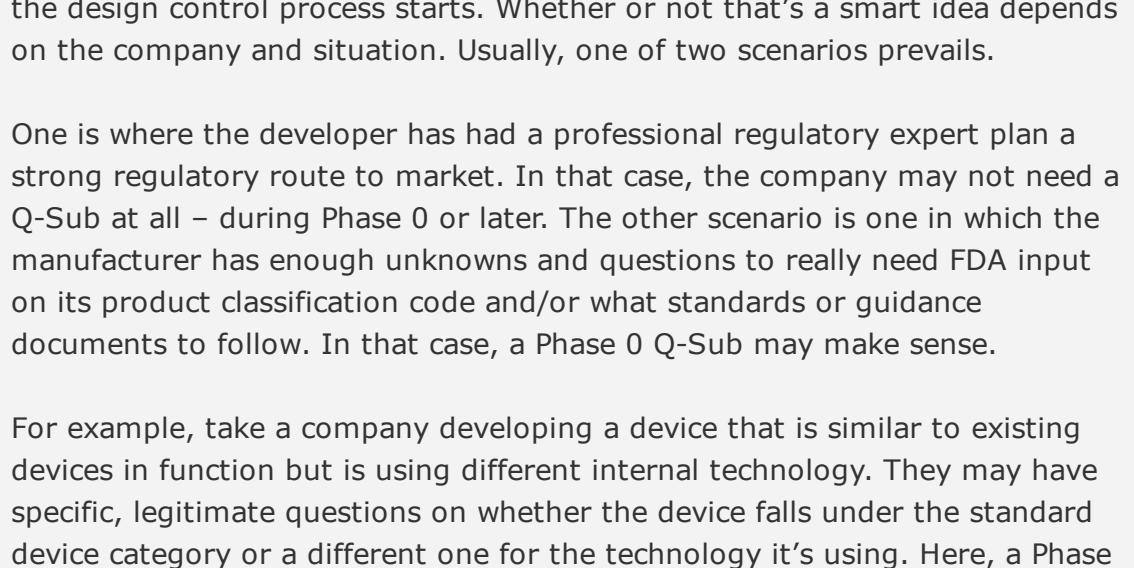 the design control process starts. Whether or not that’s a smart idea depends
on the company and situation. Usually, one of two scenarios prevails.
One is where the developer has had a professional regulatory expert plan a
strong regulatory route to market. In that case, the company may not need a
Q-Sub at all – during Phase 0 or later. The other scenario is one in which the
manufacturer has enough unknowns and questions to really need FDA input
on its product classification code and/or what standards or guidance
documents to follow. In that case, a Phase 0 Q-Sub may make sense.
For example, take a company developing a device that is similar to existing
devices in function but is using different internal technology. They may have
specific, legitimate questions on whether the device falls under the standard
device category or a different one for the technology it’s using. Here, a Phase